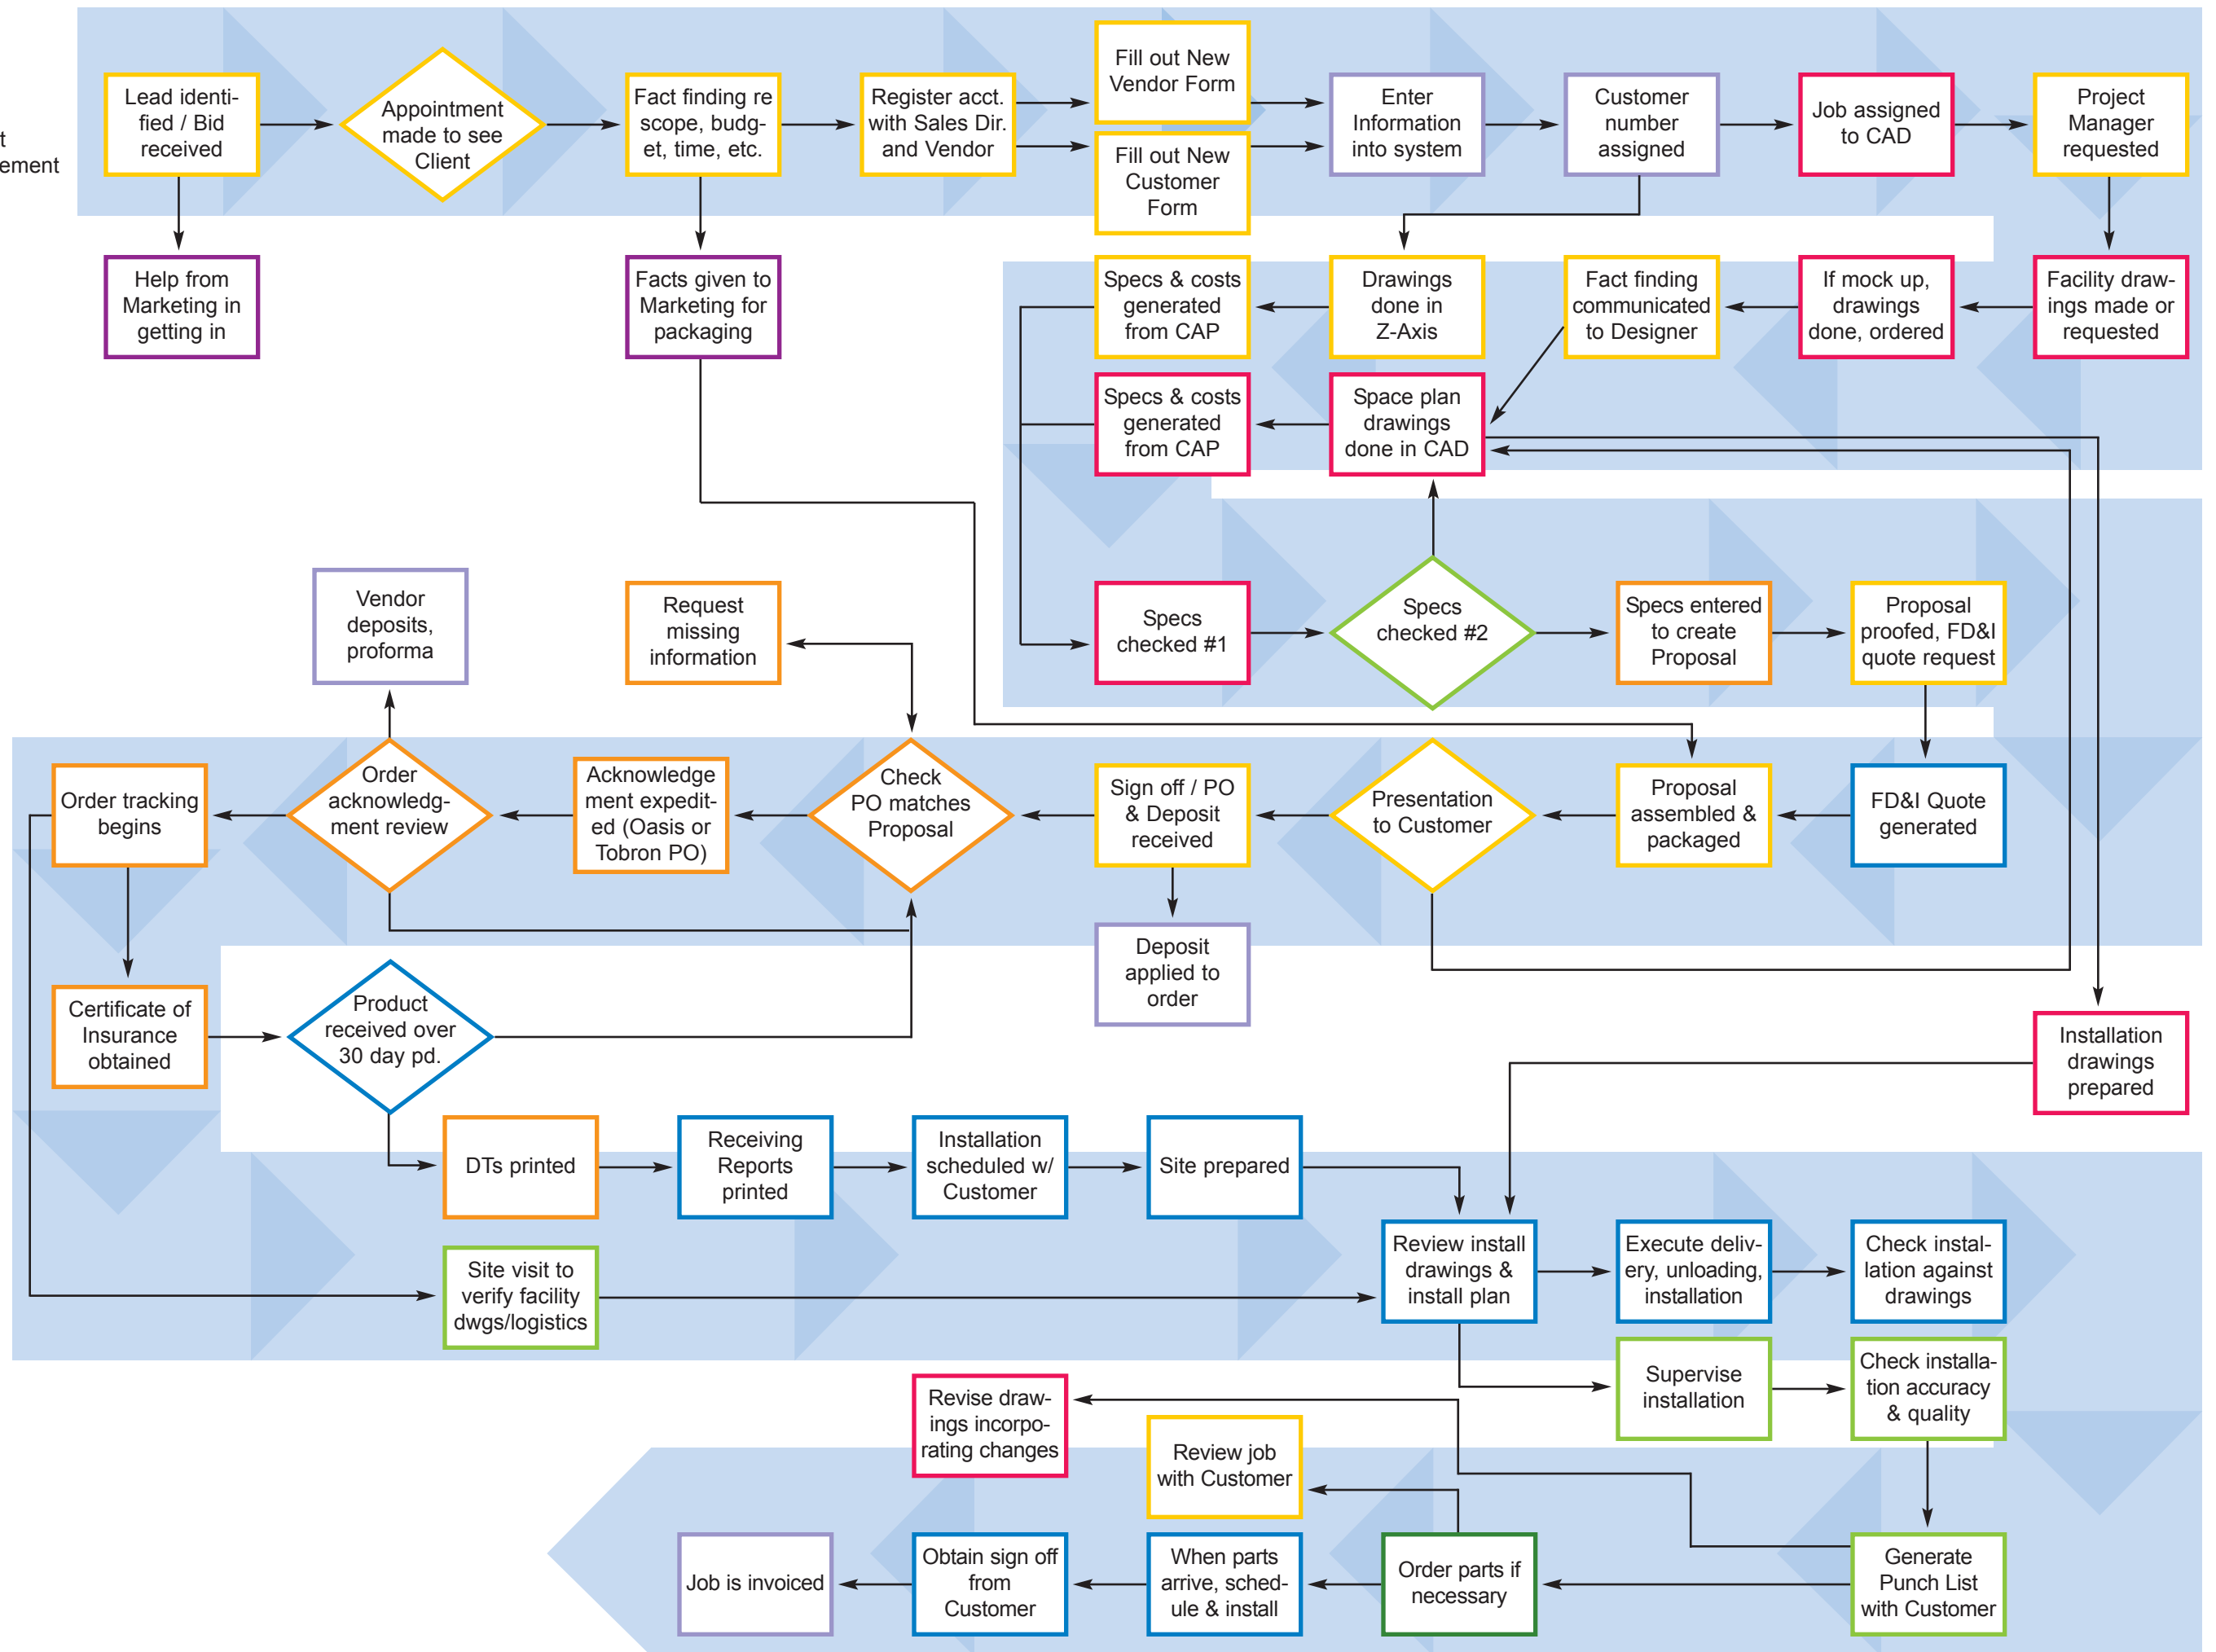 t
ement
Lead identi-
fied / Bid
received
Appointment
made to see
Client
Fact finding re
scope, budg-
et, time, etc.
Register acct.
with Sales Dir.
and Vendor
Fill out New
Vendor Form
Fill out New
Customer
Form
Enter
Information
into system
Customer
number
assigned
Job assigned
to CAD
Project
Manager
requested
Help from
Marketing in
getting in
Facts given to
Marketing for
packaging
Specs & costs
generated
from CAP
Drawings
done in
Z-Axis
Fact finding
communicated
to Designer
If mock up,
drawings
done, ordered
Facility draw-
ings made or
requested
Specs & costs
generated
from CAP
Space plan
drawings
done in CAD
Vendor
deposits,
proforma
Request
missing
information
Specs
checked #1
Specs
checked #2
Specs entered
to create
Proposal
Proposal
proofed, FD&I
quote request
Order tracking
begins
Order
acknowledg-
ment review
Acknowledge
ment expedit-
ed (Oasis or
Tobron PO)
Check
PO matches
Proposal
Sign off / PO
& Deposit
received
Presentation
to Customer
Proposal
assembled &
packaged
FD&I Quote
generated
Deposit
applied to
order
Certificate of
Insurance
obtained
Product
received over
30 day pd.
Installation
drawings
prepared
DTs printed
Receiving
Reports
printed
Installation
scheduled w/
Customer
Site prepared
Site visit to
verify facility
dwgs/logistics
Review install
drawings &
install plan
Execute deliv-
ery, unloading,
installation
Check instal-
lation against
drawings
Supervise
installation
Check installa-
tion accuracy
& quality
Revise draw-
ings incorpo-
rating changes
Review job
with Customer
Job is invoiced
Obtain sign off
from
Customer
When parts
arrive, sched-
ule & install
Order parts if
necessary
Generate
Punch List
with Customer